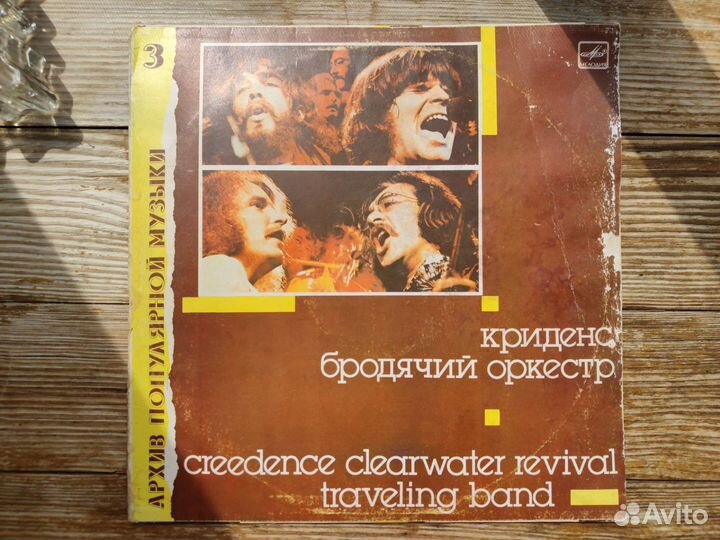 3
АРХИВ ПОПУЛЯРНОЙ МУЗЫКИ
МЕЛОДИЯ
криденс
бродячий оркестр
creedence clearwater revival
traveling band
Avito